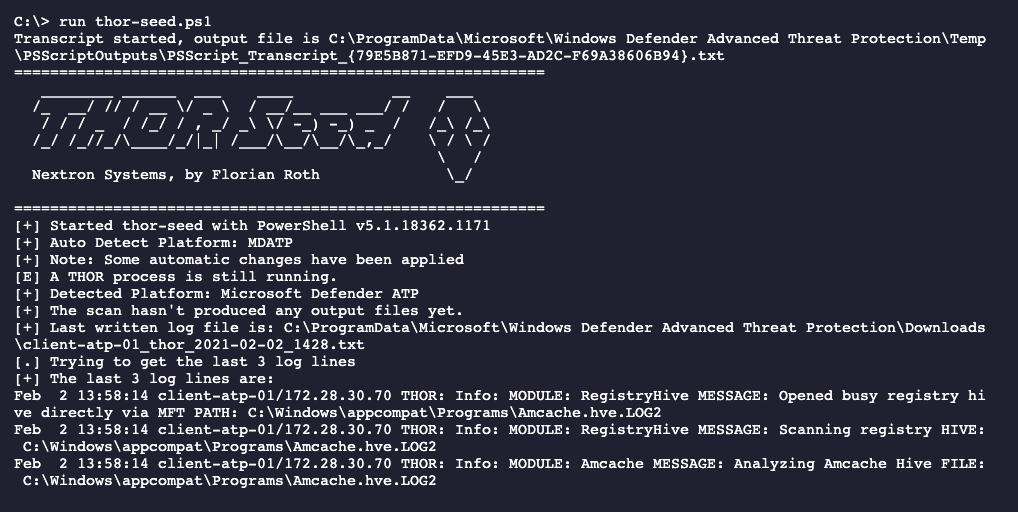 C:\> run thor-seed.ps1
Transcript started, output file is C:\ProgramData\Microsoft\Windows Defender Advanced Threat Protection\Temp
\PSScriptOutputs\PSScript_Transcript_{79E5B871-EFD9-45E3-AD2C-F69A38606B94}.txt
===========================================================
THOR Seed
Nextron Systems, by Florian Roth
===========================================================
[+] Started thor-seed with PowerShell v5.1.18362.1171
[+] Auto Detect Platform: MDATP
[+] Note: Some automatic changes have been applied
[E] A THOR process is still running.
[+] Detected Platform: Microsoft Defender ATP
[+] The scan hasn't produced any output files yet.
[+] Last written log file is: C:\ProgramData\Microsoft\Windows Defender Advanced Threat Protection\Downloads
\client-atp-01_thor_2021-02-02_1428.txt
[.] Trying to get the last 3 log lines
[+] The last 3 log lines are:
Feb  2 13:58:14 client-atp-01/172.28.30.70 THOR: Info: MODULE: RegistryHive MESSAGE: Opened busy registry hi
ve directly via MFT PATH: C:\Windows\appcompat\Programs\Amcache.hve.LOG2
Feb  2 13:58:14 client-atp-01/172.28.30.70 THOR: Info: MODULE: RegistryHive MESSAGE: Scanning registry HIVE:
 C:\Windows\appcompat\Programs\Amcache.hve.LOG2
Feb  2 13:58:14 client-atp-01/172.28.30.70 THOR: Info: MODULE: Amcache MESSAGE: Analyzing Amcache Hive FILE:
 C:\Windows\appcompat\Programs\Amcache.hve.LOG2